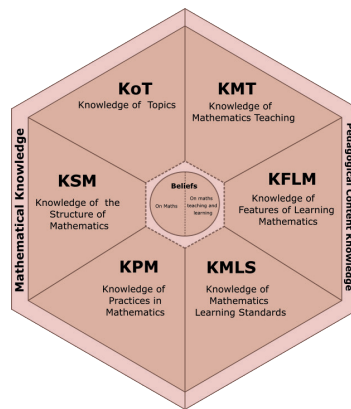 KoT
Knowledge of Topics
KMT
Knowledge of
Mathematics Teaching
Mathematical Knowledge
Pedagogical Content Knowledge
KSM
Knowledge of the
Structure of
Mathematics
Beliefs
On Maths
On maths
teaching and
learning
KFLM
Knowledge of
Features of Learning
Mathematics
KPM
Knowledge of
Practices in
Mathematics
KMLS
Knowledge of
Mathematics
Learning Standards